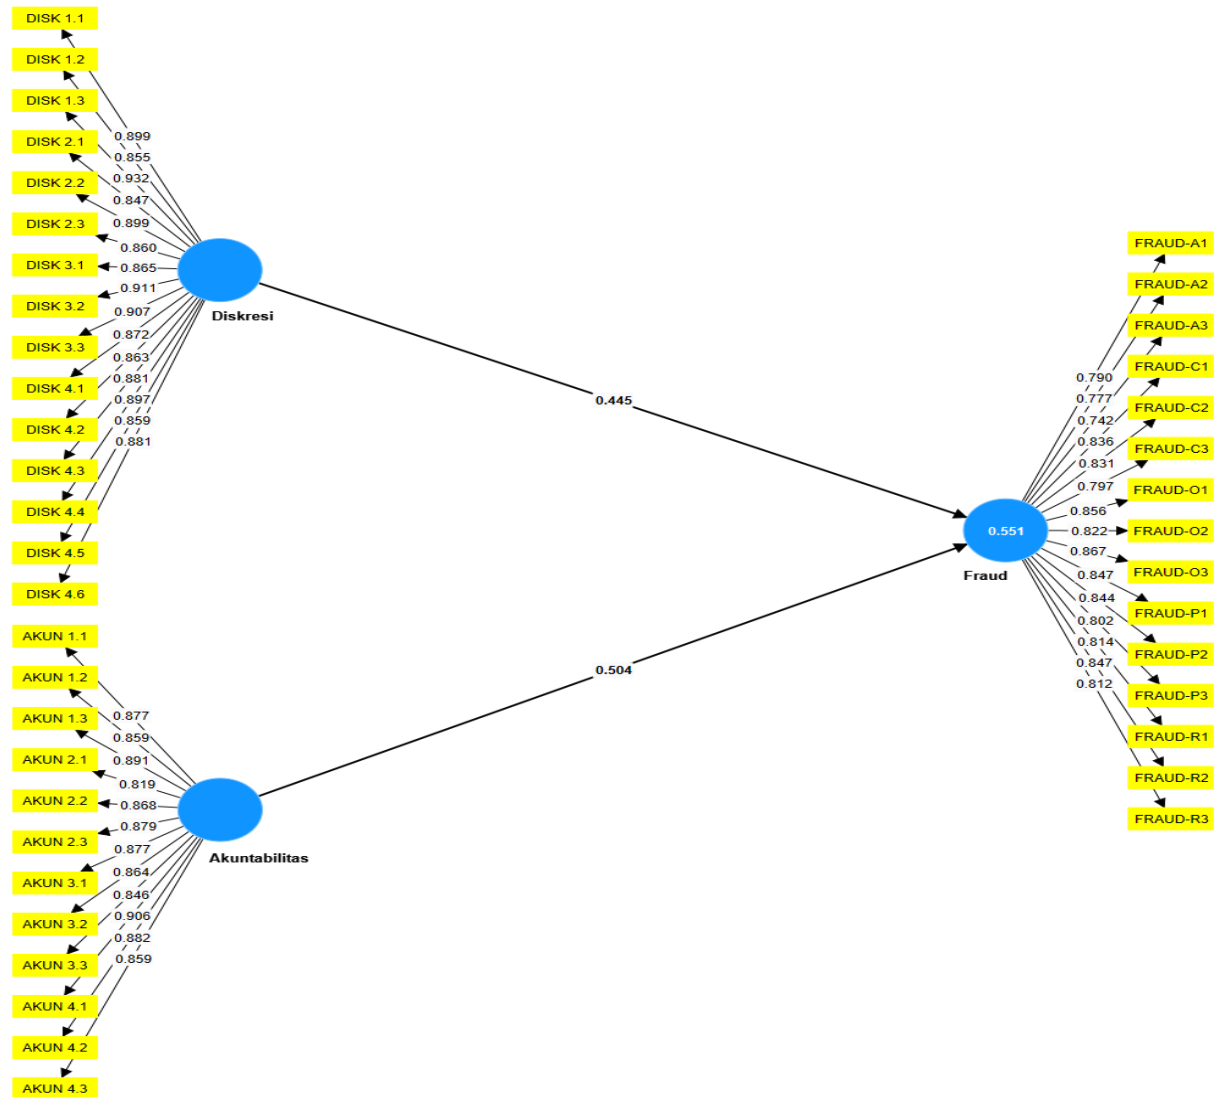 DISK 1.1
DISK 1.2
DISK 1.3
DISK 2.1
DISK 2.2
DISK 2.3
DISK 3.1
DISK 3.2
DISK 3.3
DISK 4.1
DISK 4.2
DISK 4.3
DISK 4.4
DISK 4.5
DISK 4.6
0.899
0.855
0.932
0.847
0.899
0.860
0.865
0.911
0.907
0.872
0.863
0.881
0.897
0.859
0.881
Diskresi
0.445
AKUN 1.1
AKUN 1.2
AKUN 1.3
AKUN 2.1
AKUN 2.2
AKUN 2.3
AKUN 3.1
AKUN 3.2
AKUN 3.3
AKUN 4.1
AKUN 4.2
AKUN 4.3
0.877
0.859
0.891
0.819
0.868
0.879
0.877
0.864
0.846
0.906
0.882
0.859
Akuntabilitas
0.504
0.551
Fraud
0.790
0.777
0.742
0.836
0.831
0.797
0.856
0.822
0.867
0.847
0.844
0.802
0.814
0.847
0.812
FRAUD-A1
FRAUD-A2
FRAUD-A3
FRAUD-C1
FRAUD-C2
FRAUD-C3
FRAUD-O1
FRAUD-O2
FRAUD-O3
FRAUD-P1
FRAUD-P2
FRAUD-P3
FRAUD-R1
FRAUD-R2
FRAUD-R3